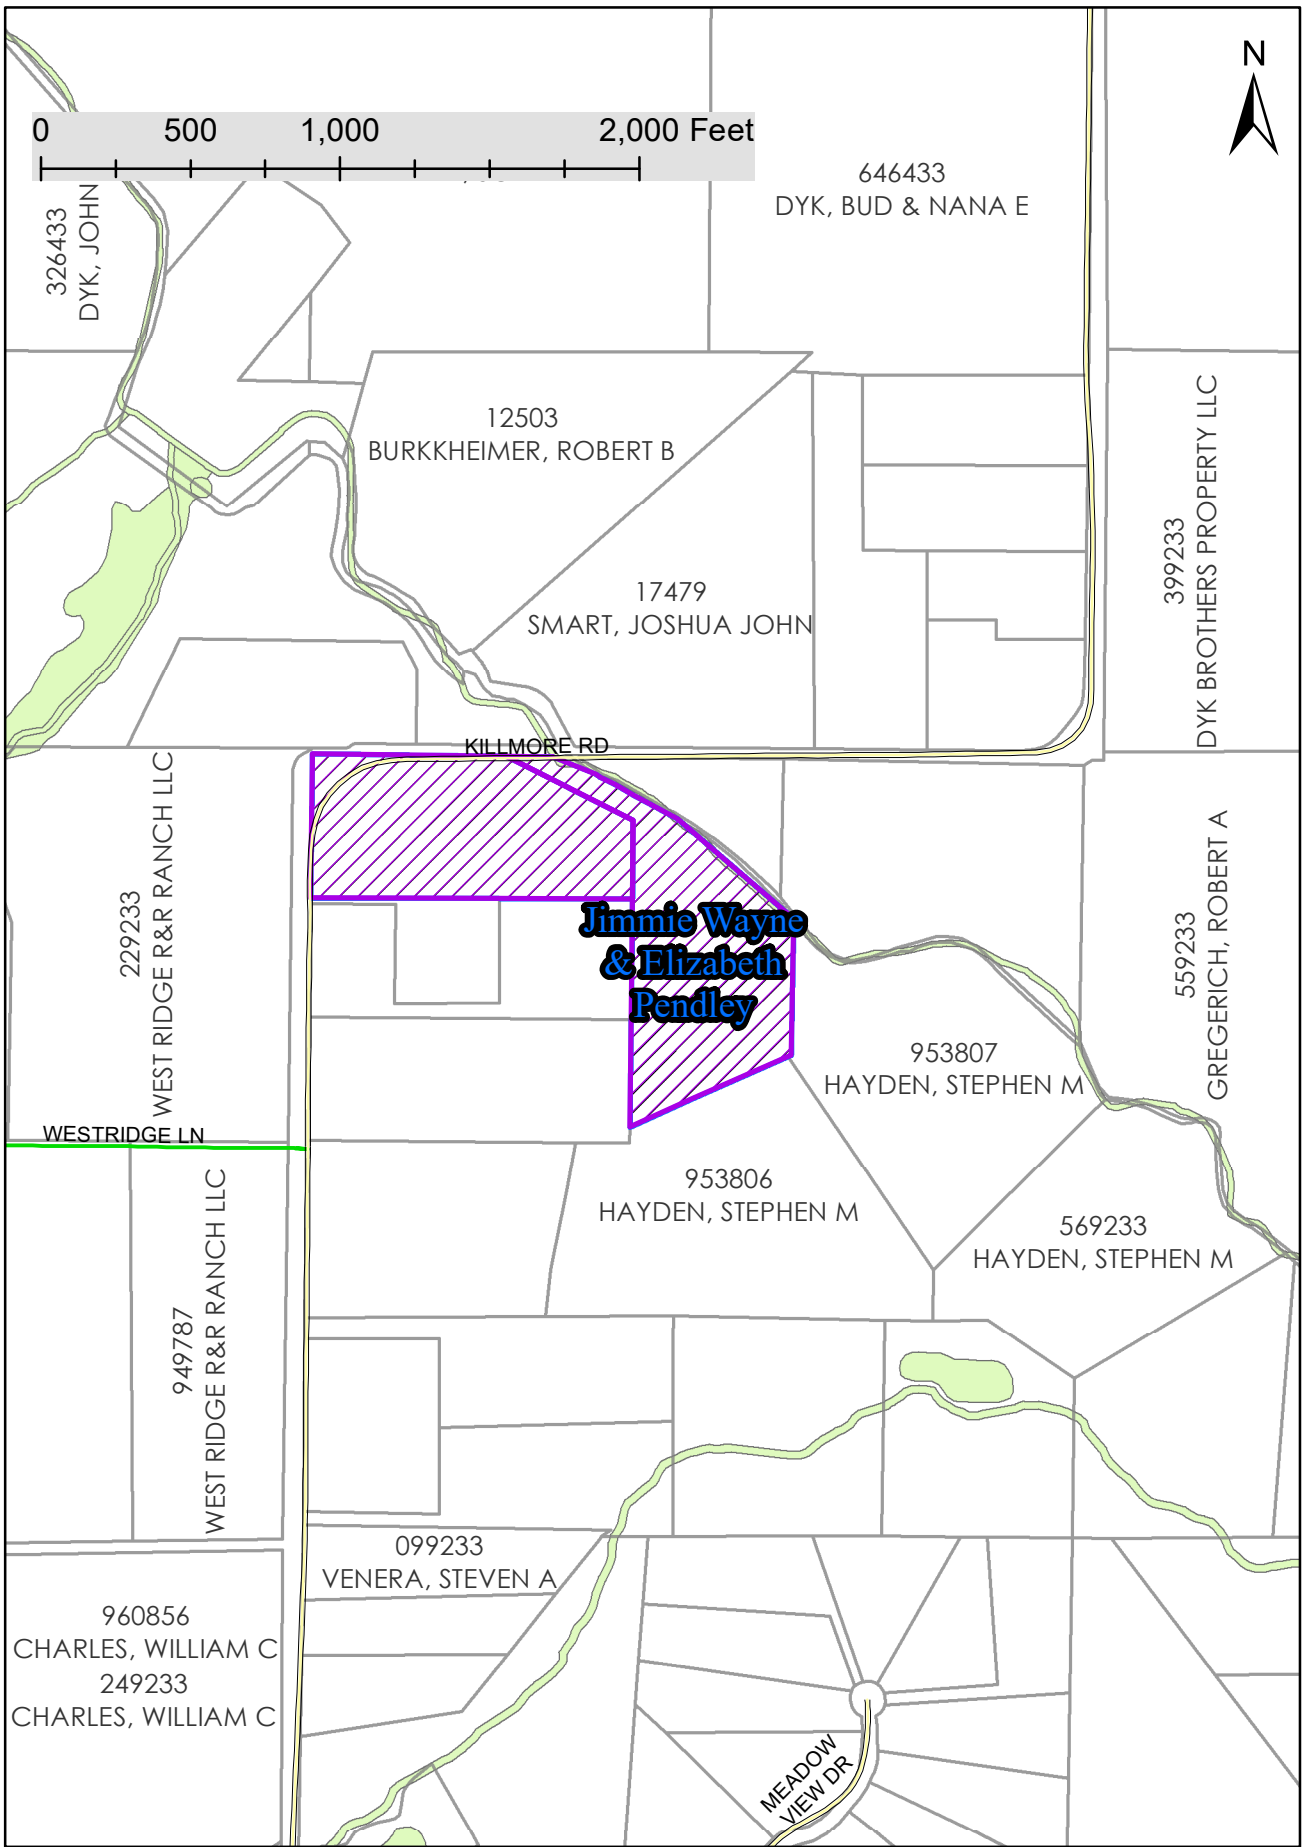 N
0 500 1,000 2,000 Feet
646433
DYK, BUD & NANA E
326433
DYK, JOHN
12503
BURKKHEIMER, ROBERT B
399233
DYK BROTHERS PROPERTY LLC
17479
SMART, JOSHUA JOHN
KILLMORE RD
229233
WEST RIDGE R&R RANCH LLC
559233
GREGERICH, ROBERT A
Jimmie Wayne
& Elizabeth
Pendley
953807
HAYDEN, STEPHEN M
WESTRIDGE LN
953806
HAYDEN, STEPHEN M
569233
HAYDEN, STEPHEN M
949787
WEST RIDGE R&R RANCH LLC
099233
VENERA, STEVEN A
960856
CHARLES, WILLIAM C
249233
CHARLES, WILLIAM C
MEADOW
VIEW DR